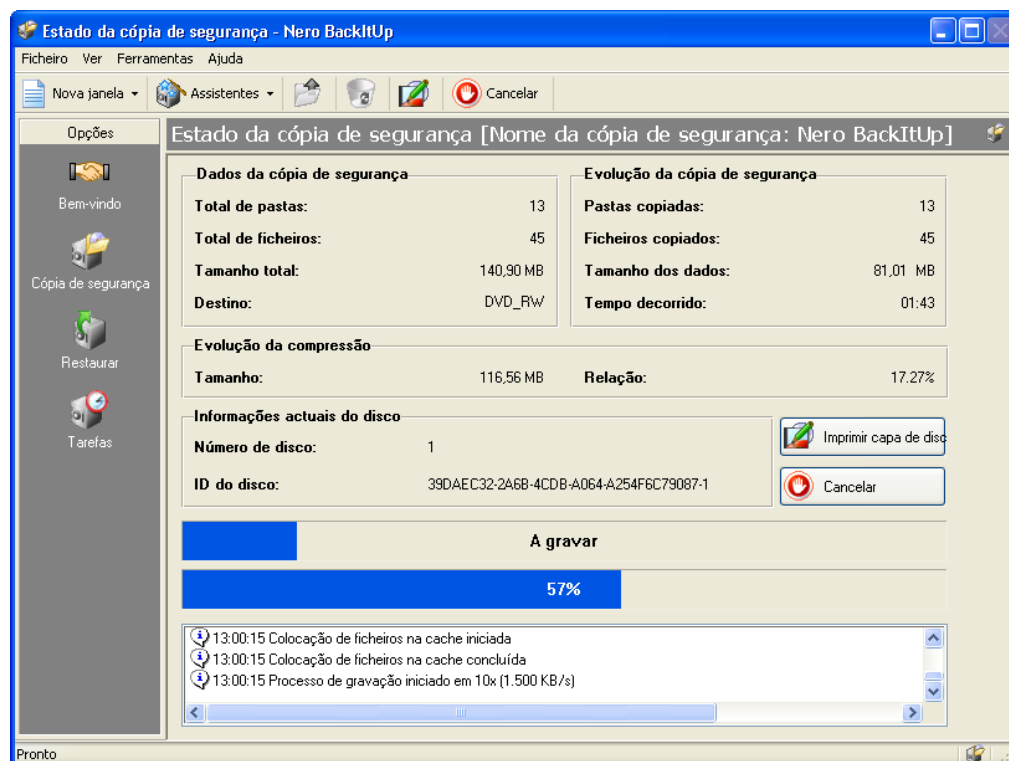 Estado da cópia de segurança - Nero BackItUp
Ficheiro Ver Ferramentas Ajuda
Nova janela Assistentes Cancelar
Opções
Bem-vindo
Cópia de segurança
Restaurar
Tarefas
Estado da cópia de segurança [Nome da cópia de segurança: Nero BackItUp]
Dados da cópia de segurança
Total de pastas: 13
Total de ficheiros: 45
Tamanho total: 140,90 MB
Destino: DVD_RW
Evolução da cópia de segurança
Pastas copiadas: 13
Ficheiros copiados: 45
Tamanho dos dados: 81,01 MB
Tempo decorrido: 01:43
Evolução da compressão
Tamanho: 116,56 MB Relação: 17.27%
Informações actuais do disco
Número de disco: 1
ID do disco: 39DAEC32-2A6B-4CDB-A064-A254F6C79087-1
Imprimir capa de disc
Cancelar
A gravar
57%
13:00:15 Colocação de ficheiros na cache iniciada
13:00:15 Colocação de ficheiros na cache concluída
13:00:15 Processo de gravação iniciado em 10x (1.500 KB/s)
Pronto